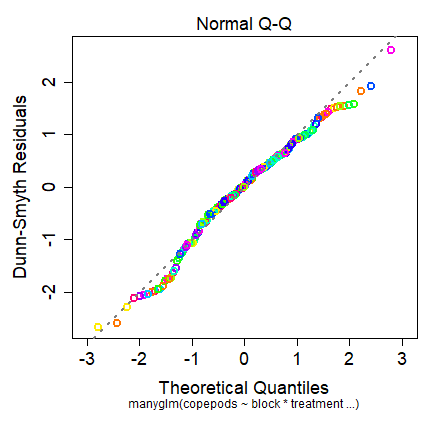 Normal Q-Q
Dunn-Smyth Residuals
2
1
0
-1
-2
-3 -2 -1 0 1 2 3
Theoretical Quantiles
manyglm(copepods ~ block * treatment ...)